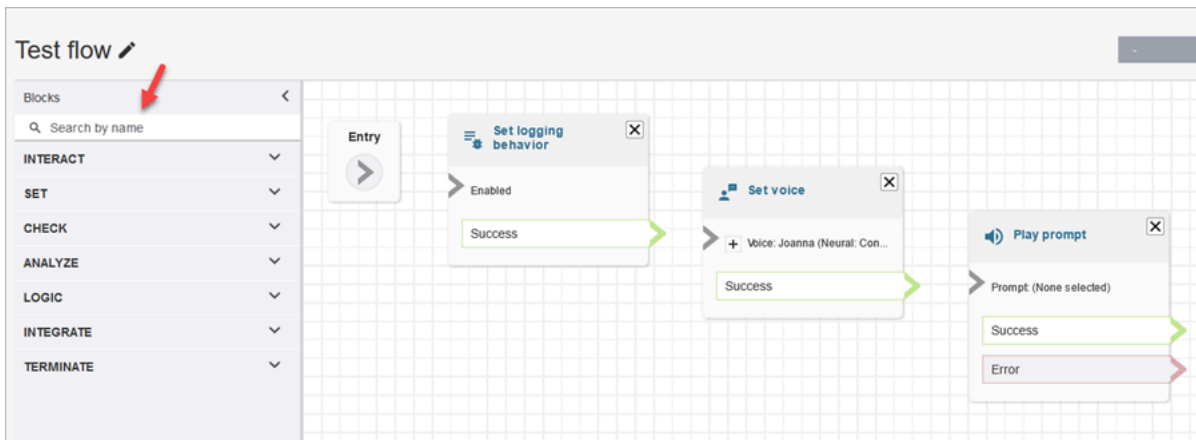 Test flow
-
Blocks
Search by name
INTERACT
SET
CHECK
ANALYZE
LOGIC
INTEGRATE
TERMINATE
Entry
Set logging
behavior
Enabled
Success
Set voice
Voice: Joanna (Neural: Con...
Success
Play prompt
Prompt: (None selected)
Success
Error